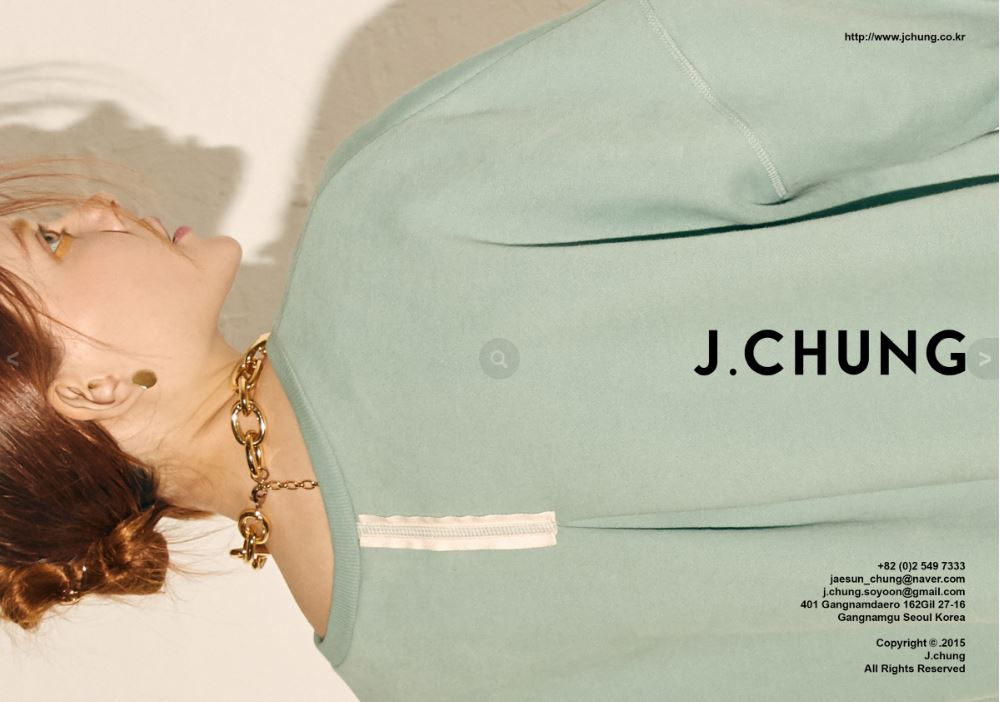 http://www.jchung.co.kr
J.CHUNG
+82 (0)2 549 7333
jaesun_chung@naver.com
j.chung.soyoon@gmail.com
401 Gangnamdaero 162Gil 27-16
Gangnamgu Seoul Korea
Copyright ©.2015
J.chung
All Rights Reserved